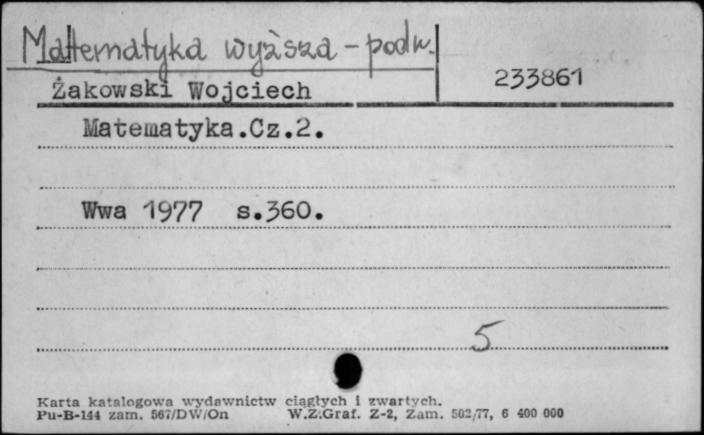 Matematyka wyższa - podr.
233861
Żakowski Wojciech
Matematyka.Cz.2.
Wwa 1977 s.360.
5
Karta katalogowa wydawnictw ciągłych i zwartych.
Pu-B-144 zam. 567/DW/On W.Z.Graf. Z-2, Zam. 502/77, 6 400 000